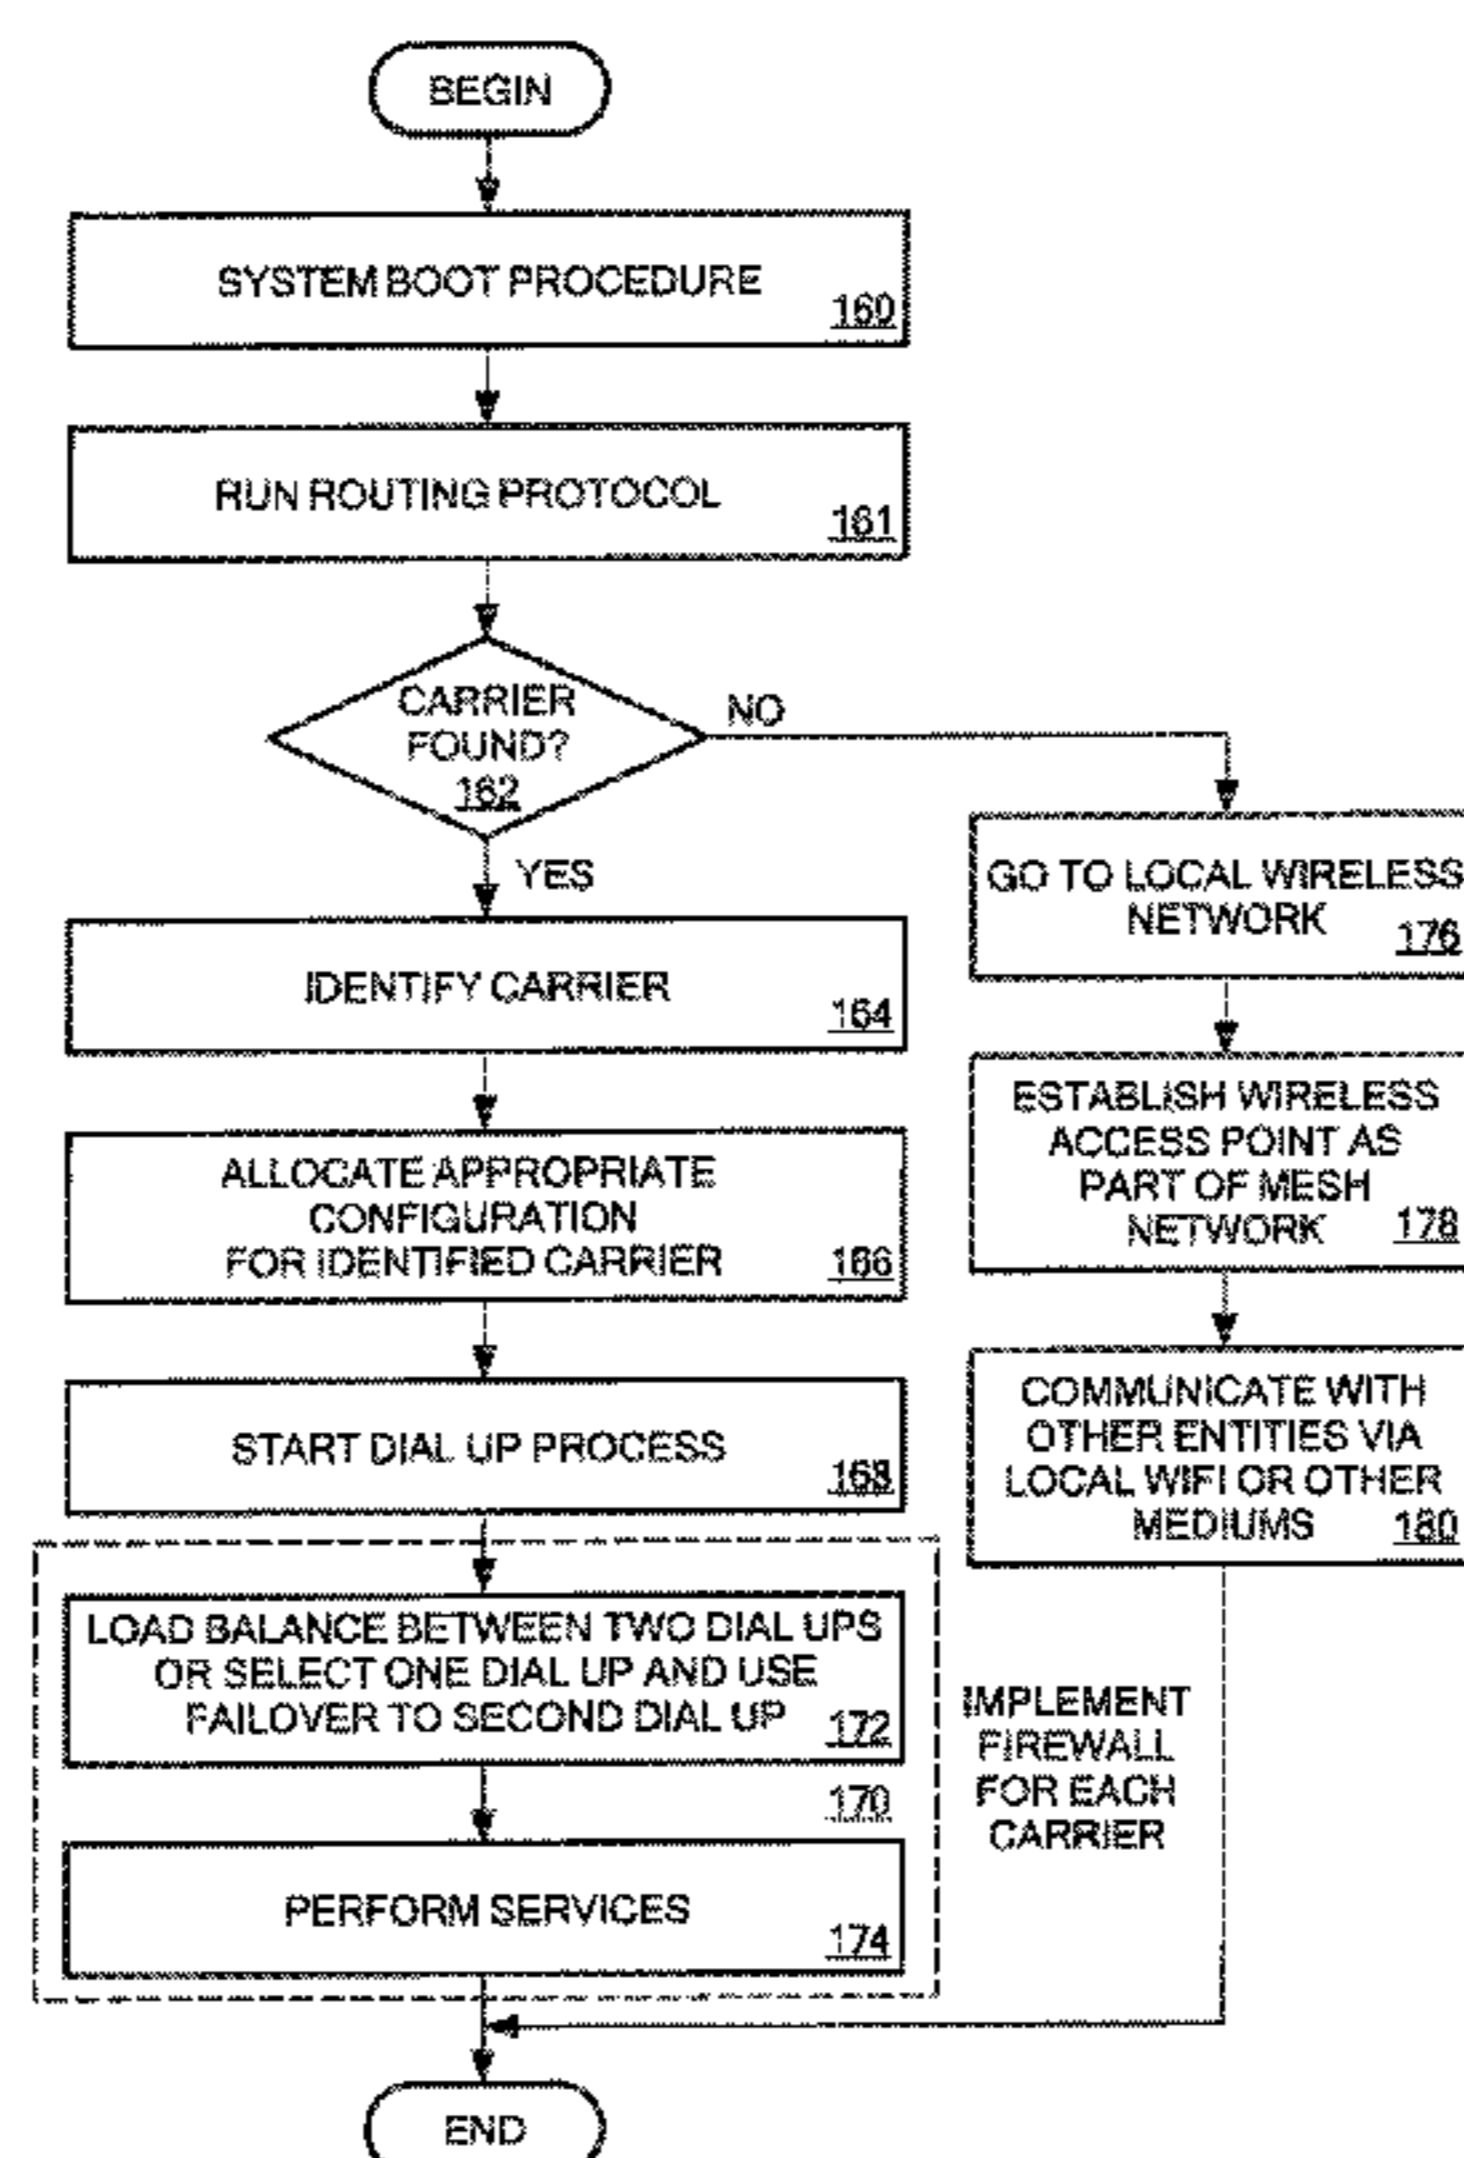 BEGIN
SYSTEM BOOT PROCEDURE
160
RUN ROUTING PROTOCOL
161
CARRIER
FOUND?
162
NO
YES
IDENTIFY CARRIER
164
ALLOCATE APPROPRIATE
CONFIGURATION
FOR IDENTIFIED CARRIER
166
START DIAL UP PROCESS
168
LOAD BALANCE BETWEEN TWO DIAL UPS
OR SELECT ONE DIAL UP AND USE
FAILOVER TO SECOND DIAL UP
172
170
PERFORM SERVICES
174
GO TO LOCAL WIRELESS
NETWORK
176
ESTABLISH WIRELESS
ACCESS POINT AS
PART OF MESH
NETWORK
178
COMMUNICATE WITH
OTHER ENTITIES VIA
LOCAL WIFI OR OTHER
MEDIUMS
180
IMPLEMENT
FIREWALL
FOR EACH
CARRIER
END